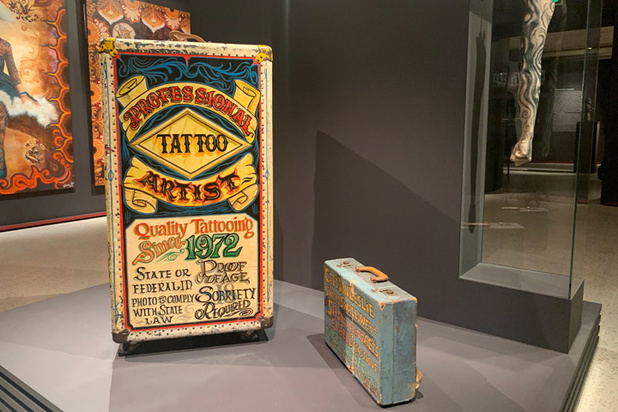 PROFESSIONAL
TATTOO
ARTIST
Quality Tattooing
Since 1972
STATE OR
FEDERAL ID
PHOTO @ COMPLY
WITH STATE
LAW
PROOF
OF AGE
&
SOBRIETY
REQUIRED